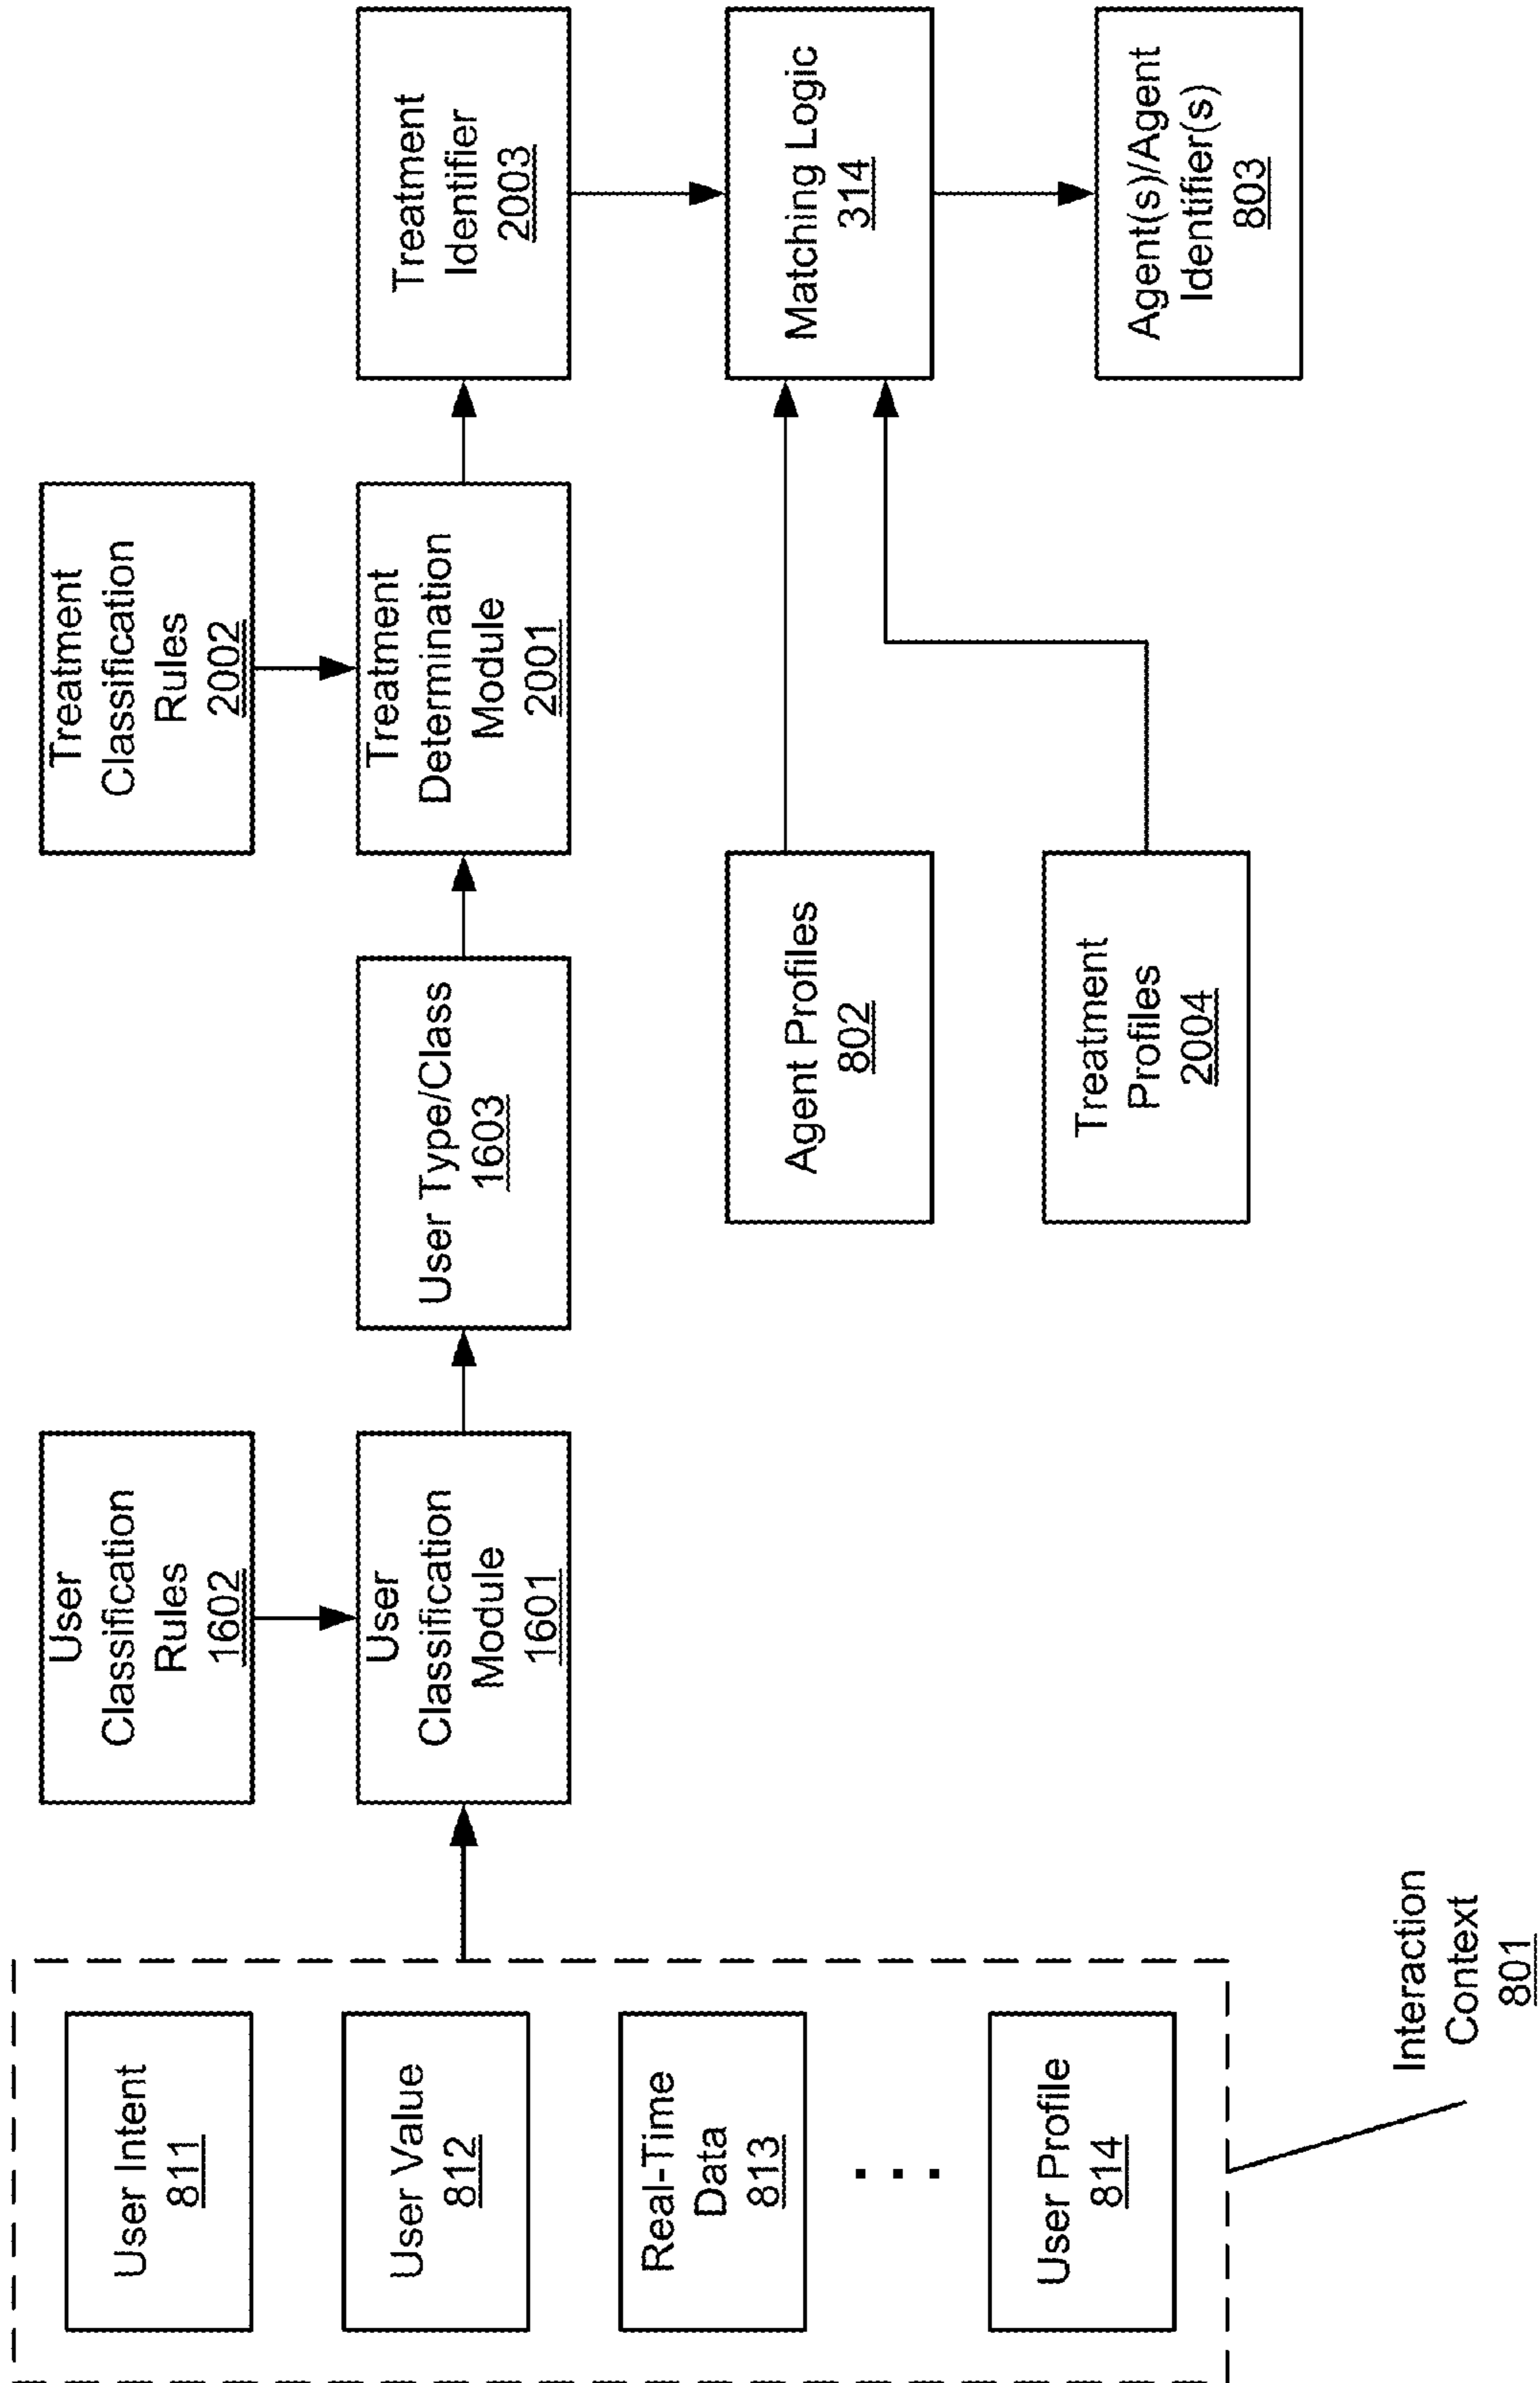 User Intent
811
User Value
812
Real-Time
Data
813
. . .
User Profile
814
Interaction
Context
801
User
Classification
Rules
1602
User
Classification
Module
1601
User Type/Class
1603
Treatment
Classification
Rules
2002
Treatment
Determination
Module
2001
Treatment
Identifier
2003
Agent Profiles
802
Treatment
Profiles
2004
Matching Logic
314
Agent(s)/Agent
Identifier(s)
803